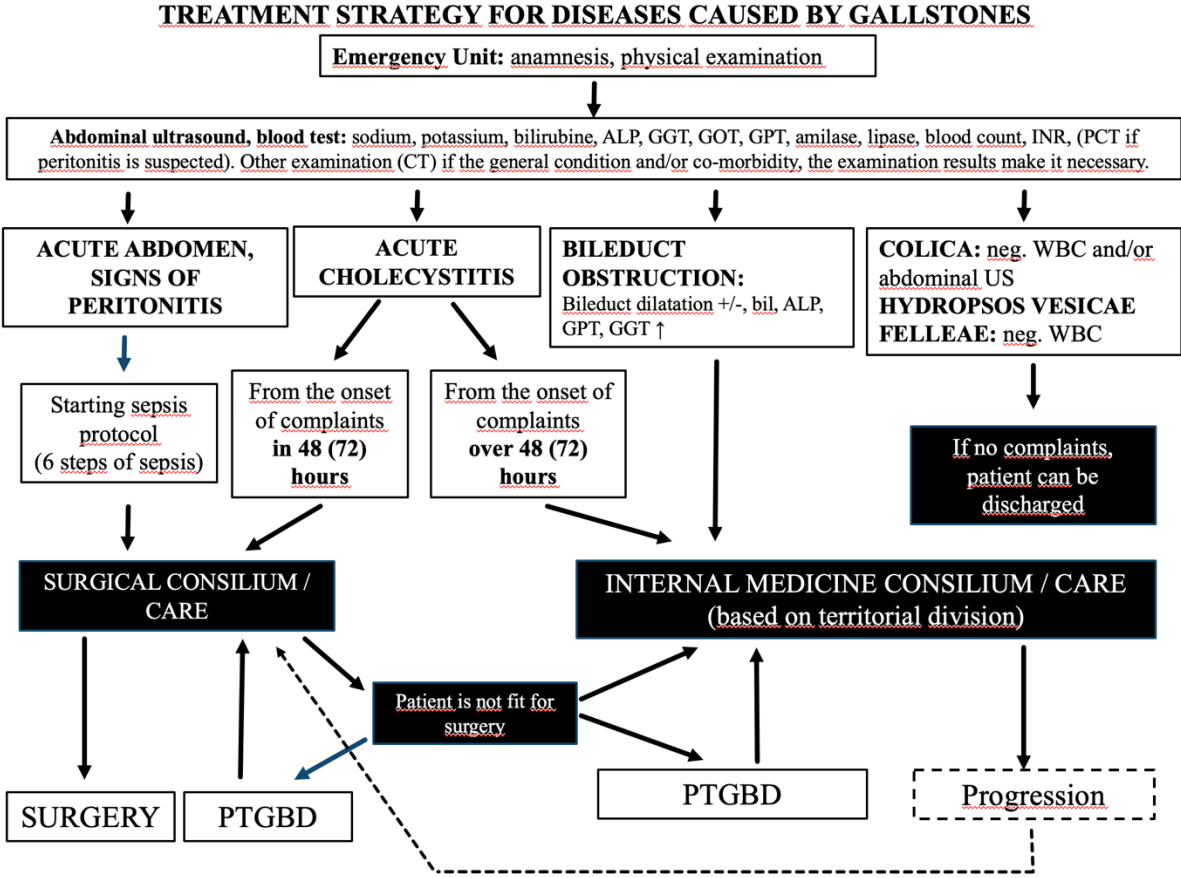 TREATMENT STRATEGY FOR DISEASES CAUSED BY GALLSTONES
Emergency Unit: anamnesis, physical examination
Abdominal ultrasound, blood test: sodium, potassium, bilirubine, ALP, GGT, GOT, GPT, amilase, lipase, blood count, INR, (PCT if
peritonitis is suspected). Other examination (CT) if the general condition and/or co-morbidity, the examination results make it necessary.
ACUTE ABDOMEN,
SIGNS OF
PERITONITIS
ACUTE
CHOLECYSTITIS
BILEDUCT
OBSTRUCTION:
Bileduct dilatation +/-, bil, ALP,
GPT, GGT ↑
COLICA: neg. WBC and/or
abdominal US
HYDROPSOS VESICAE
FELLEAE: neg. WBC
Starting sepsis
protocol
(6 steps of sepsis)
From the onset
of complaints
in 48 (72)
hours
From the onset of
complaints
over 48 (72)
hours
If no complaints,
patient can be
discharged
SURGICAL CONSILIUM /
CARE
INTERNAL MEDICINE CONSILIUM / CARE
(based on territorial division)
Patient is not fit for
surgery
SURGERY
PTGBD
PTGBD
Progression